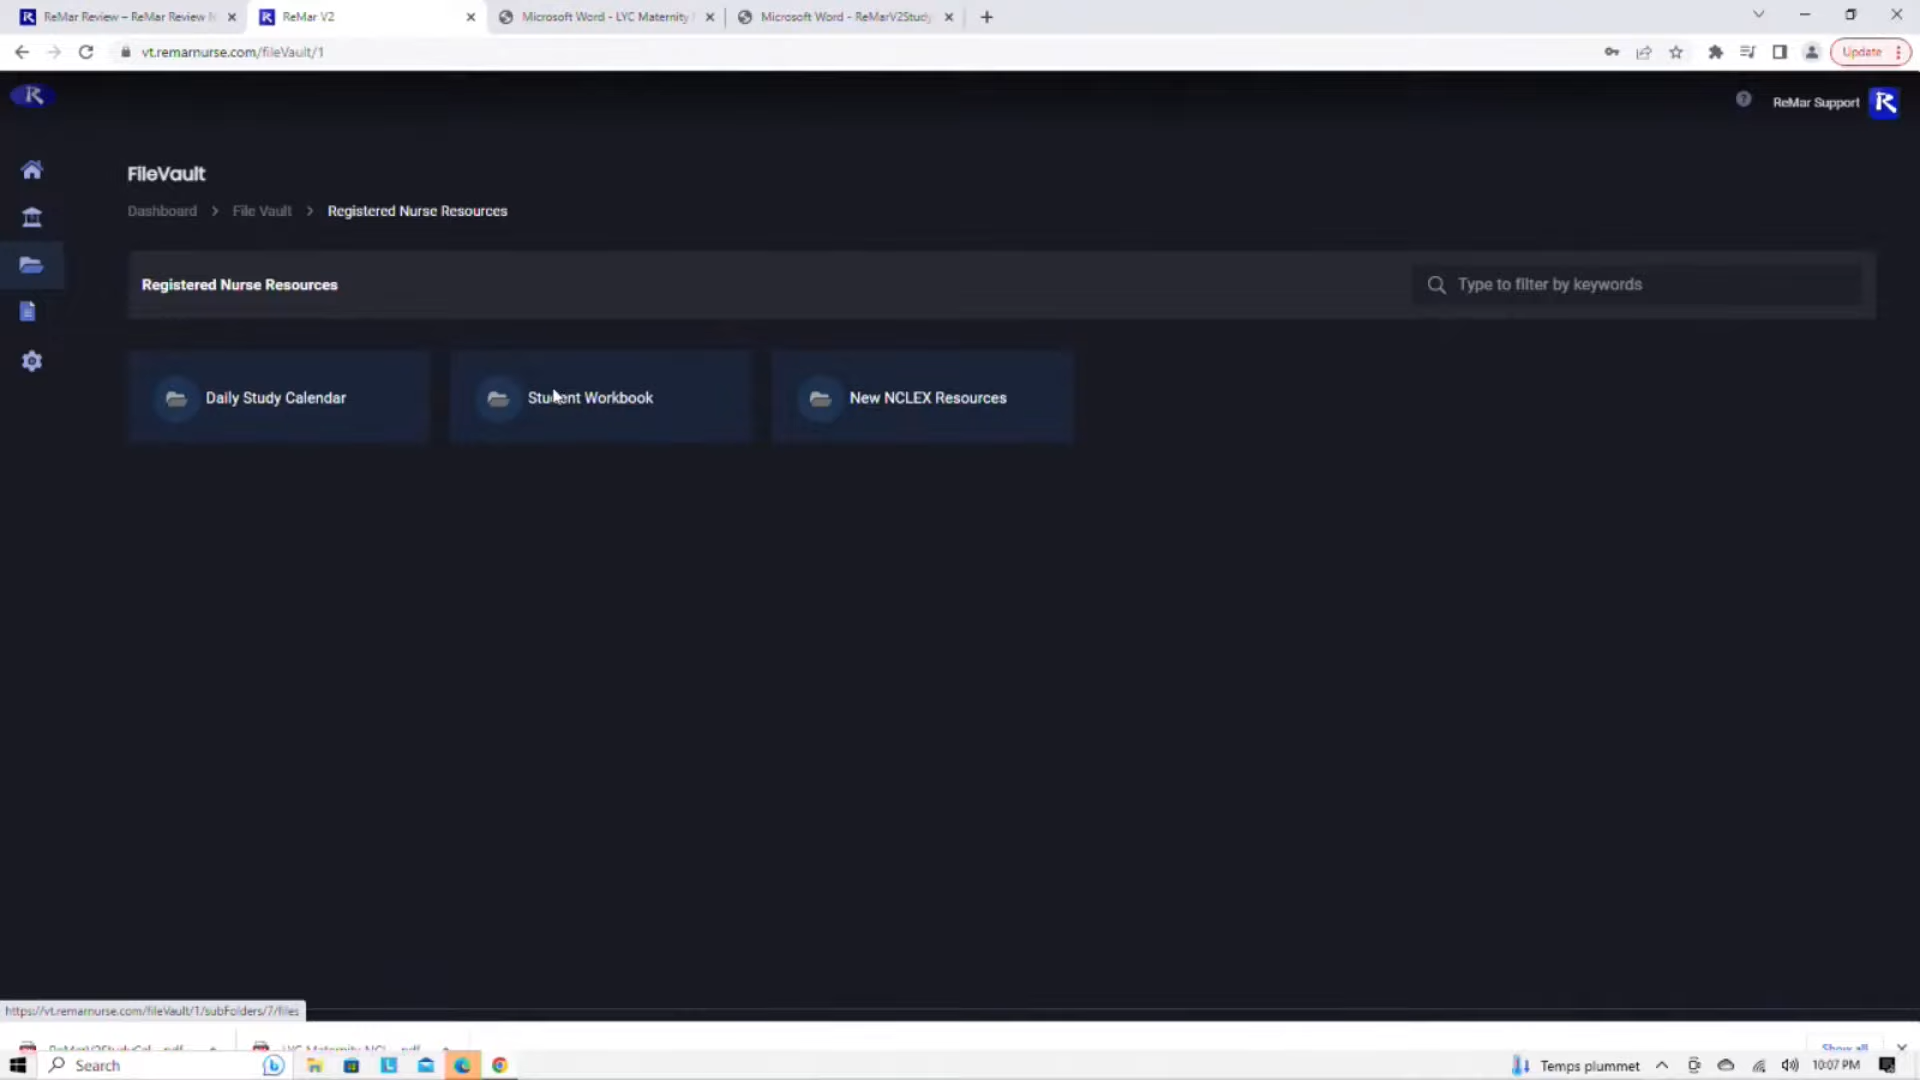 ReMar Review – ReMar Review
ReMar V2
Microsoft Word - LYC Maternity
Microsoft Word - ReMarV2Study
vt.remarnurse.com/fileVault/1
Update
R
ReMar Support
FileVault
Dashboard > File Vault > Registered Nurse Resources
Registered Nurse Resources
Type to filter by keywords
Daily Study Calendar
Student Workbook
New NCLEX Resources
https://vt.remarnurse.com/fileVault/1/subFolders/7/files
Show all
Search
Temps plummet
10:07 PM